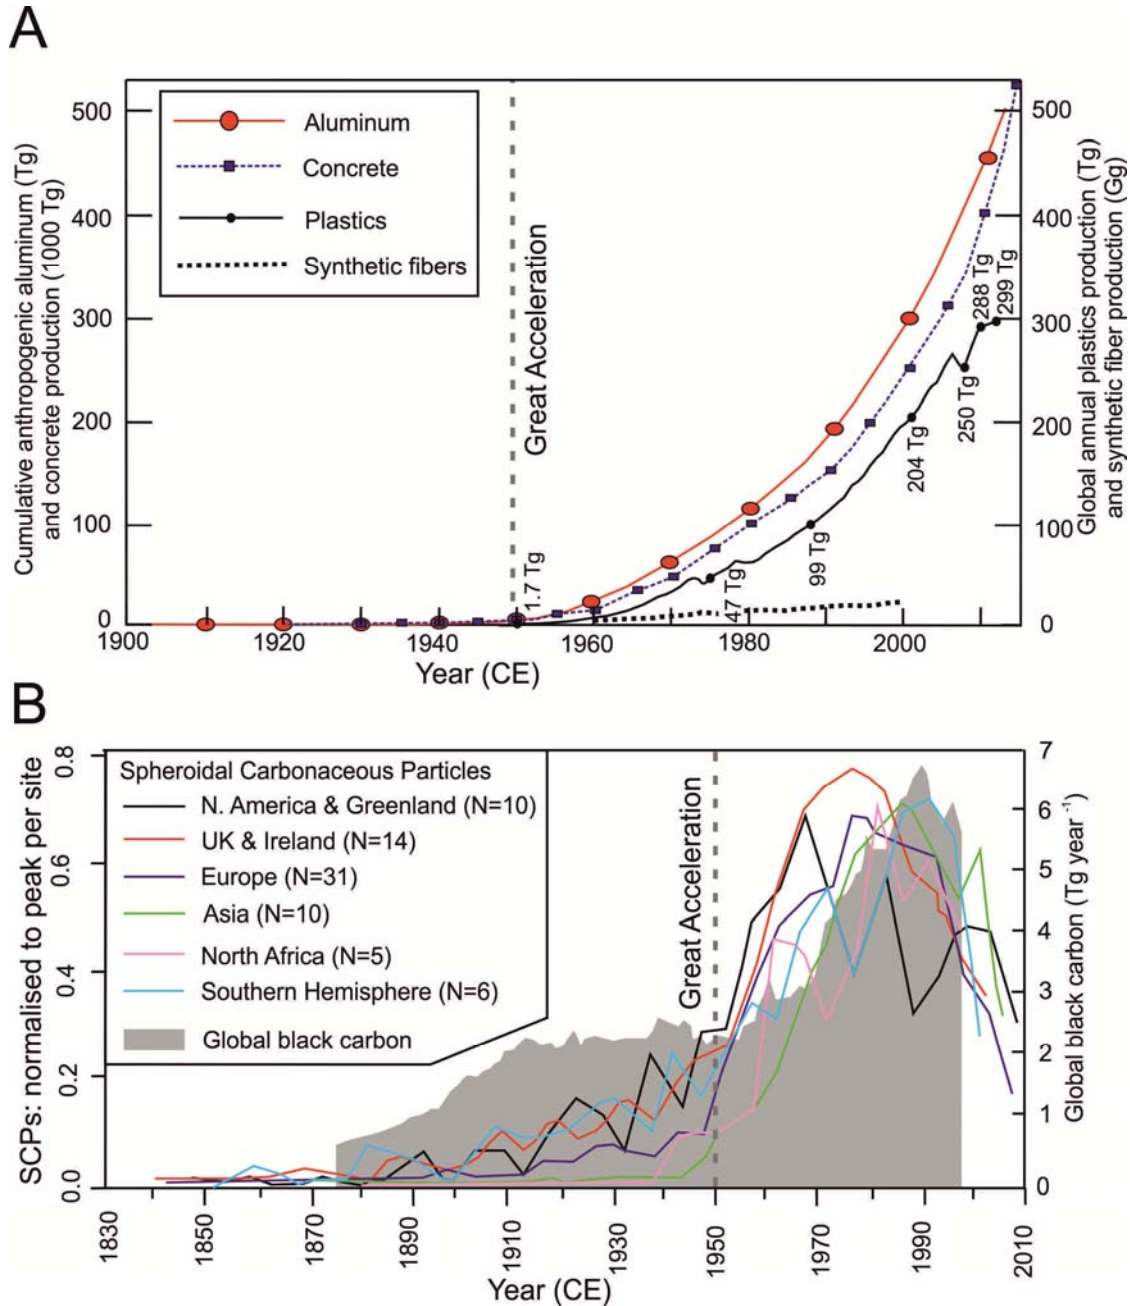 A
Cumulative anthropogenic aluminum (Tg)
and concrete production (1000 Tg)
500
400
300
200
100
0
Aluminum
Concrete
Plastics
Synthetic fibers
Great Acceleration
1.7 Tg
47 Tg
99 Tg
204 Tg
250 Tg
288 Tg
299 Tg
500
400
300
200
100
0
Global annual plastics production (Tg)
and synthetic fiber production (Gg)
1900
1920
1940
1960
1980
2000
Year (CE)
B
SCPs: normalised to peak per site
0.8
0.6
0.4
0.2
0.0
Spheroidal Carbonaceous Particles
N. America & Greenland (N=10)
UK & Ireland (N=14)
Europe (N=31)
Asia (N=10)
North Africa (N=5)
Southern Hemisphere (N=6)
Global black carbon
Great Acceleration
7
6
5
4
3
2
1
0
Global black carbon (Tg year⁻¹)
1830
1850
1870
1890
1910
1930
1950
1970
1990
2010
Year (CE)